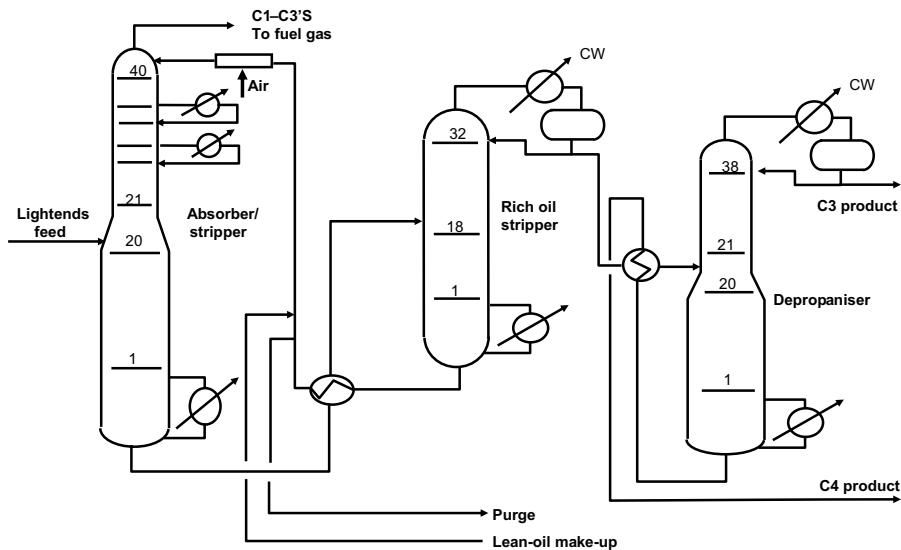 C1–C3'S
To fuel gas
40
Air
CW
CW
32
38
C3 product
21
Lightends
feed
Absorber/
stripper
Rich oil
stripper
20
18
21
1
20
Depropaniser
1
1
C4 product
Purge
Lean-oil make-up